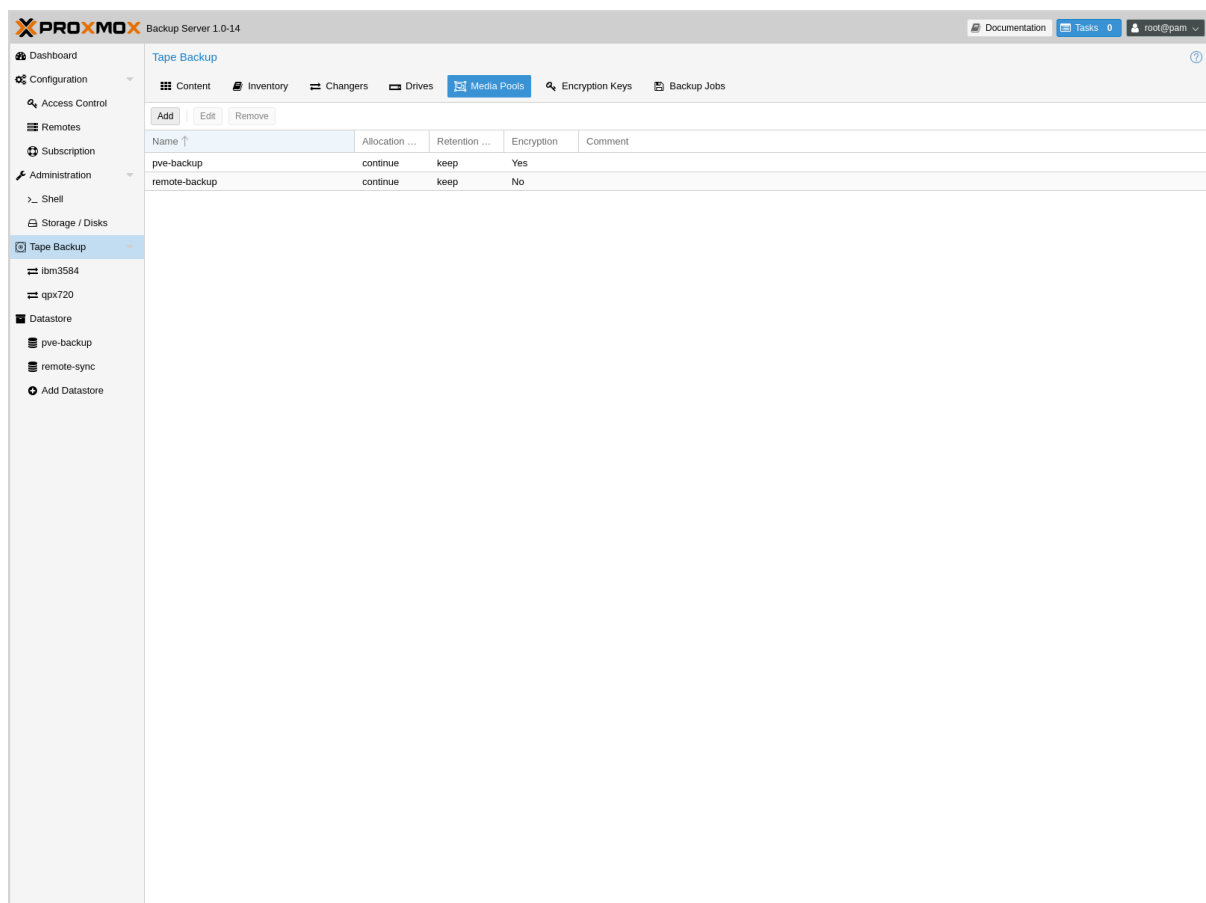 PROXMOX Backup Server 1.0-14 Documentation Tasks 0 root@pam
Dashboard
Configuration
Access Control
Remotes
Subscription
Administration
Shell
Storage / Disks
Tape Backup
ibm3584
qpx720
Datastore
pve-backup
remote-sync
Add Datastore
Tape Backup
Content Inventory Changers Drives Media Pools Encryption Keys Backup Jobs
Add Edit Remove
Name Allocation ... Retention ... Encryption Comment
pve-backup continue keep Yes
remote-backup continue keep No